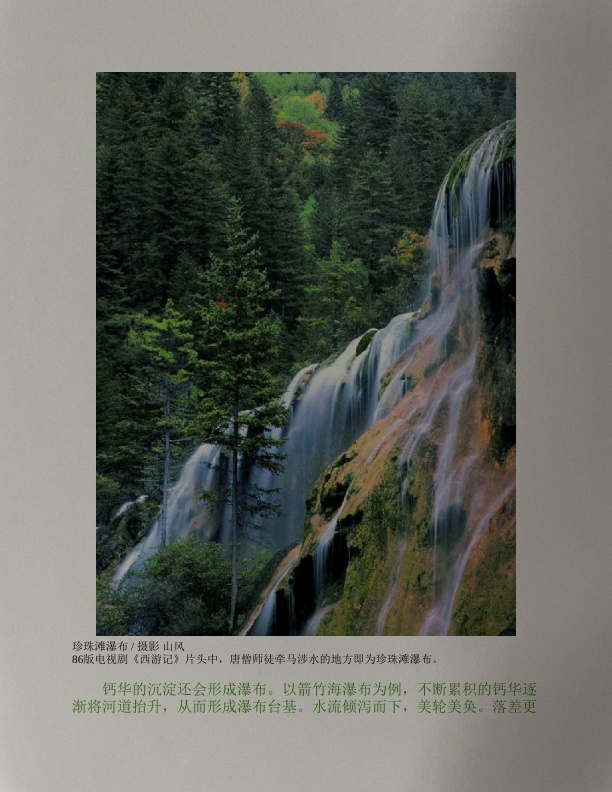 珍珠滩瀑布 / 摄影 山风
86版电视剧《西游记》片头中，唐僧师徒牵马涉水的地方即为珍珠滩瀑布。
钙华的沉淀还会形成瀑布。以箭竹海瀑布为例，不断累积的钙华逐
渐将河道抬升，从而形成瀑布台基。水流倾泻而下，美轮美奂。落差更